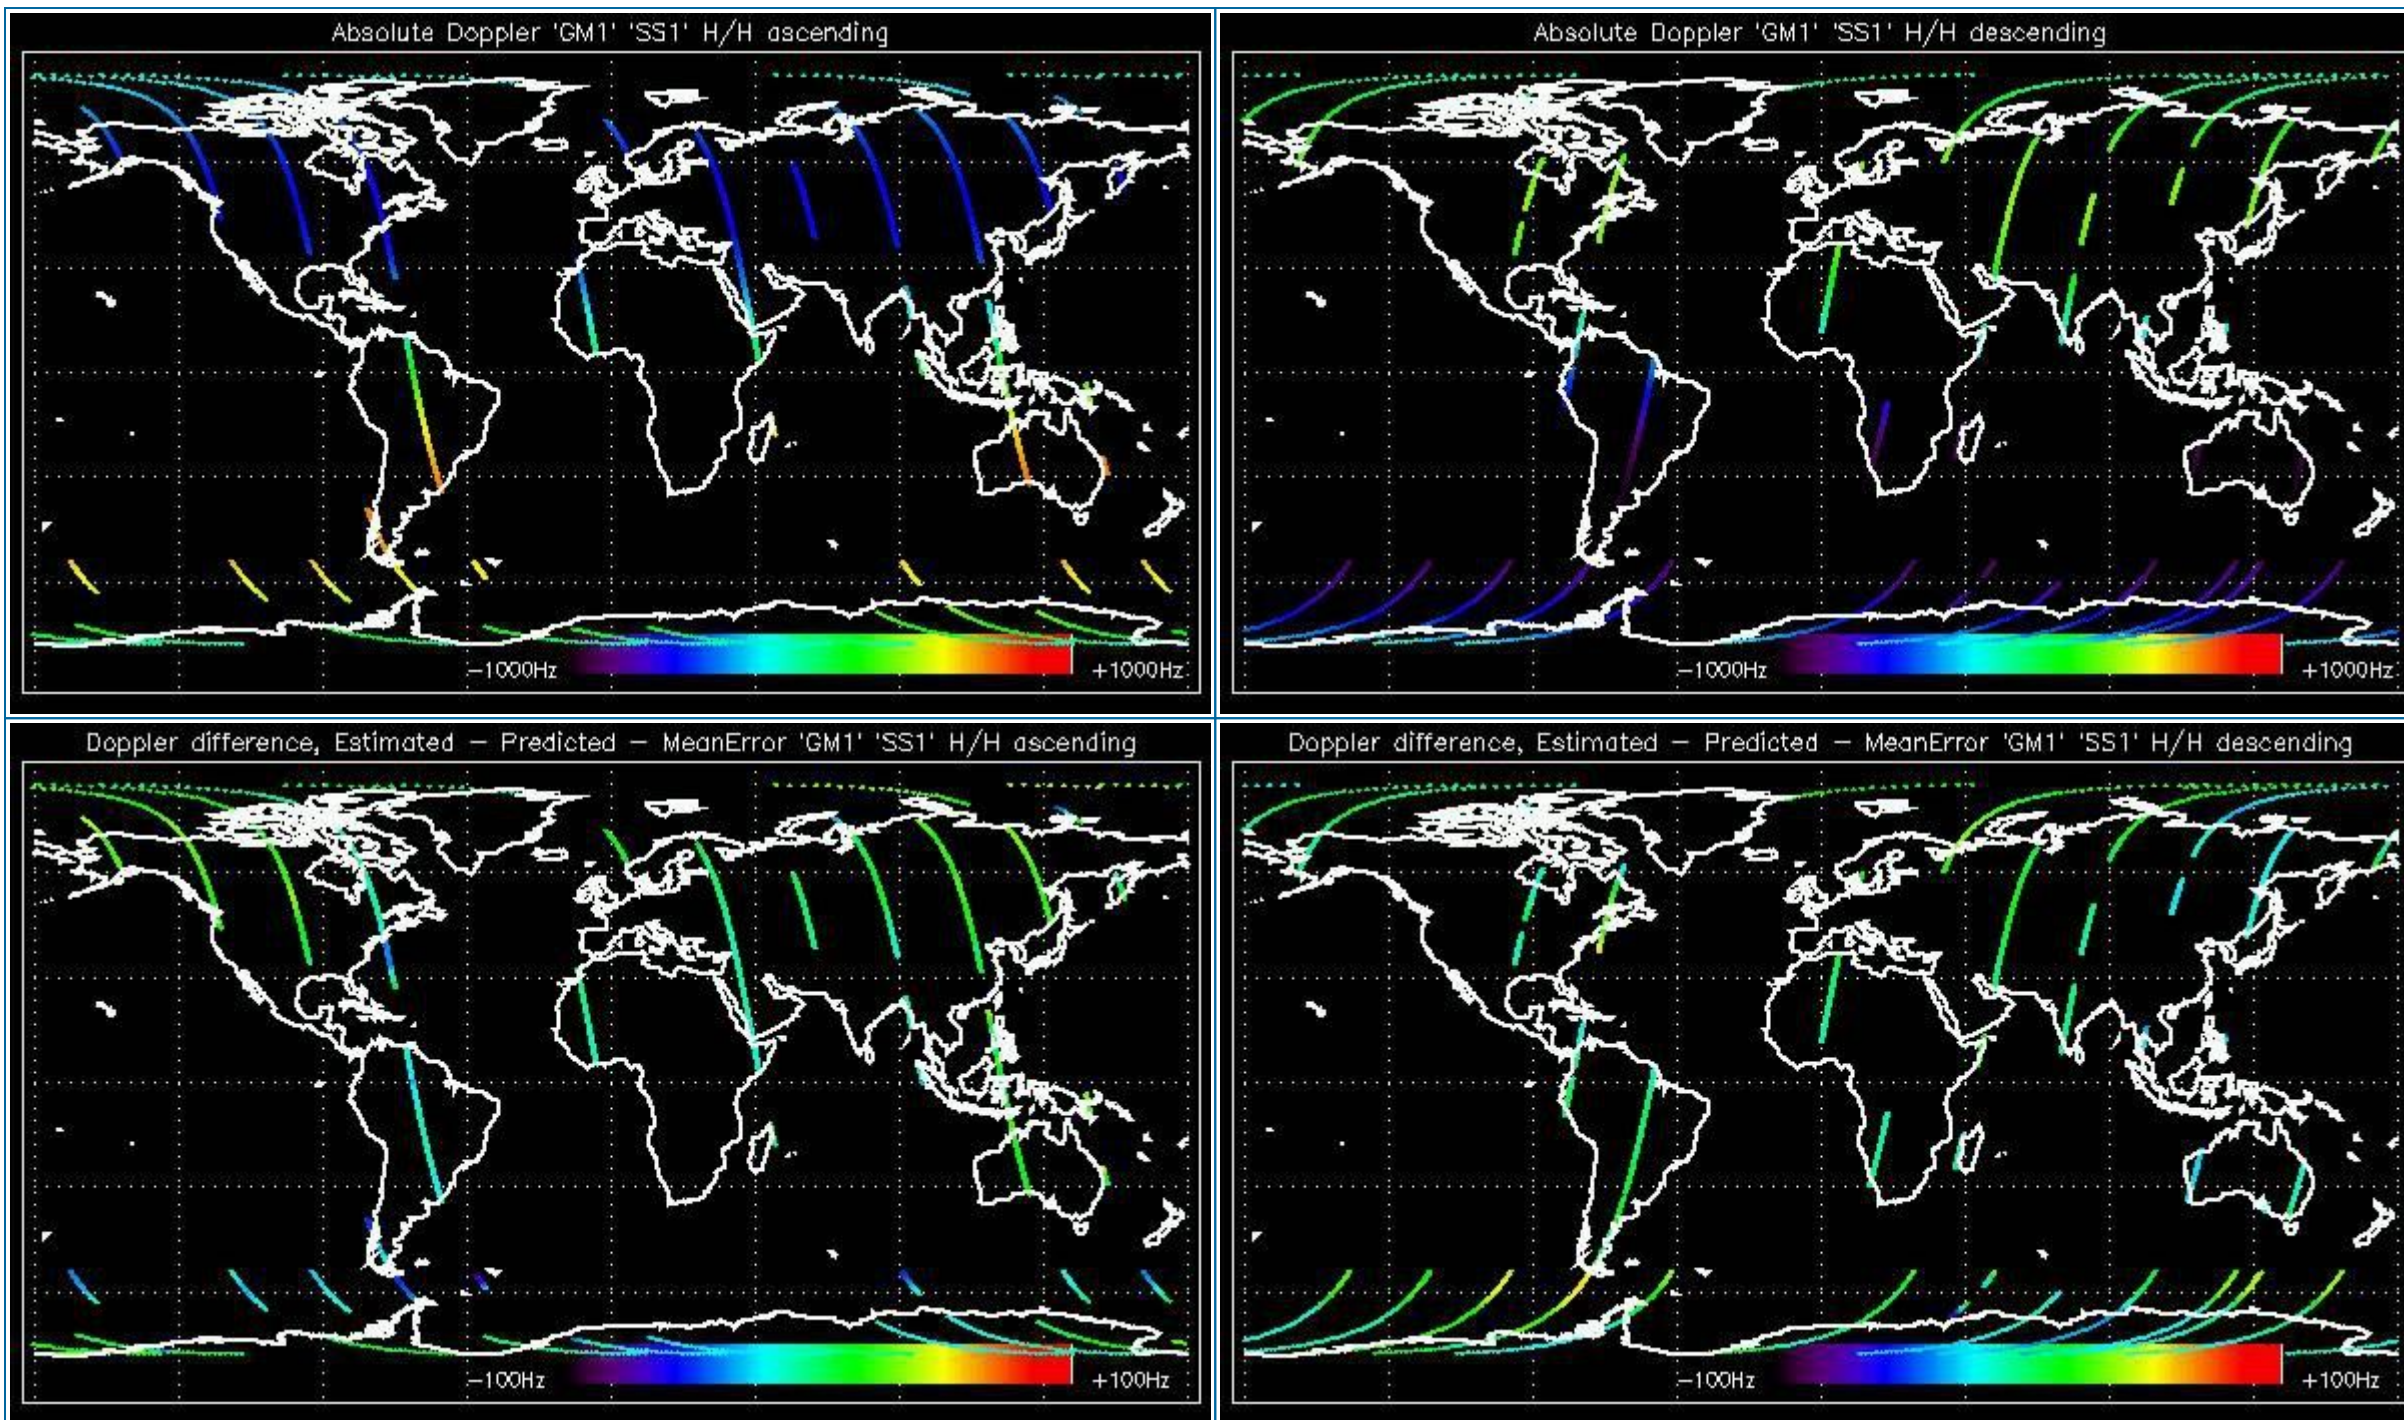 Absolute Doppler 'GM1' 'SS1' H/H ascending
−1000Hz
+1000Hz
Absolute Doppler 'GM1' 'SS1' H/H descending
−1000Hz
+1000Hz
Doppler difference, Estimated − Predicted − MeanError 'GM1' 'SS1' H/H ascending
−100Hz
+100Hz
Doppler difference, Estimated − Predicted − MeanError 'GM1' 'SS1' H/H descending
−100Hz
+100Hz